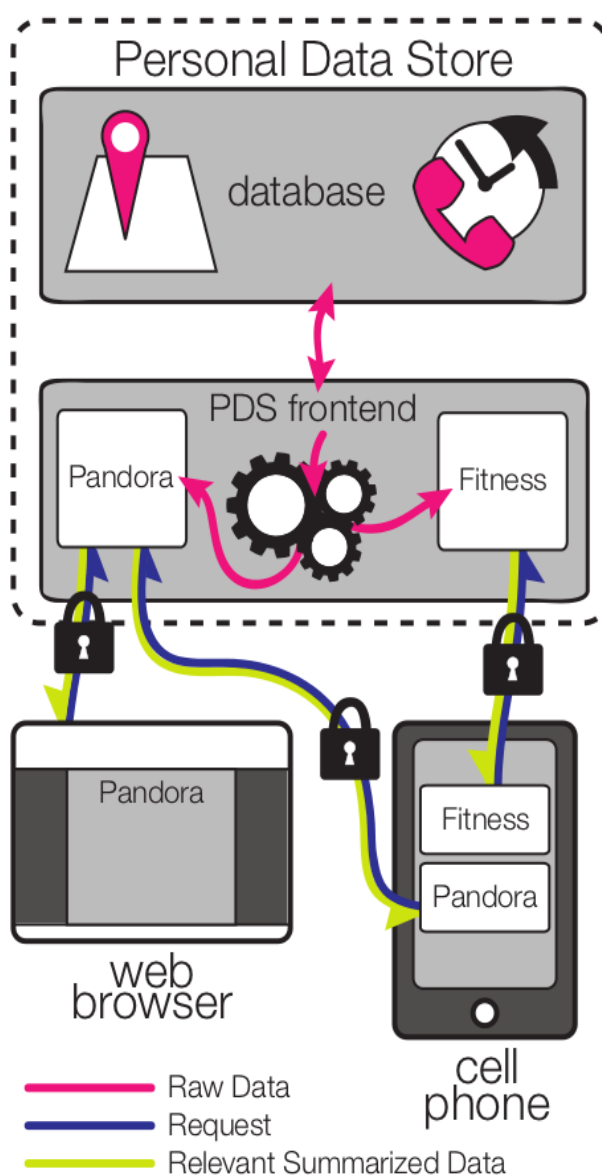 Personal Data Store
database
PDS frontend
Pandora
Fitness
Pandora
Fitness
Pandora
web
browser
cell
phone
Raw Data
Request
Relevant Summarized Data